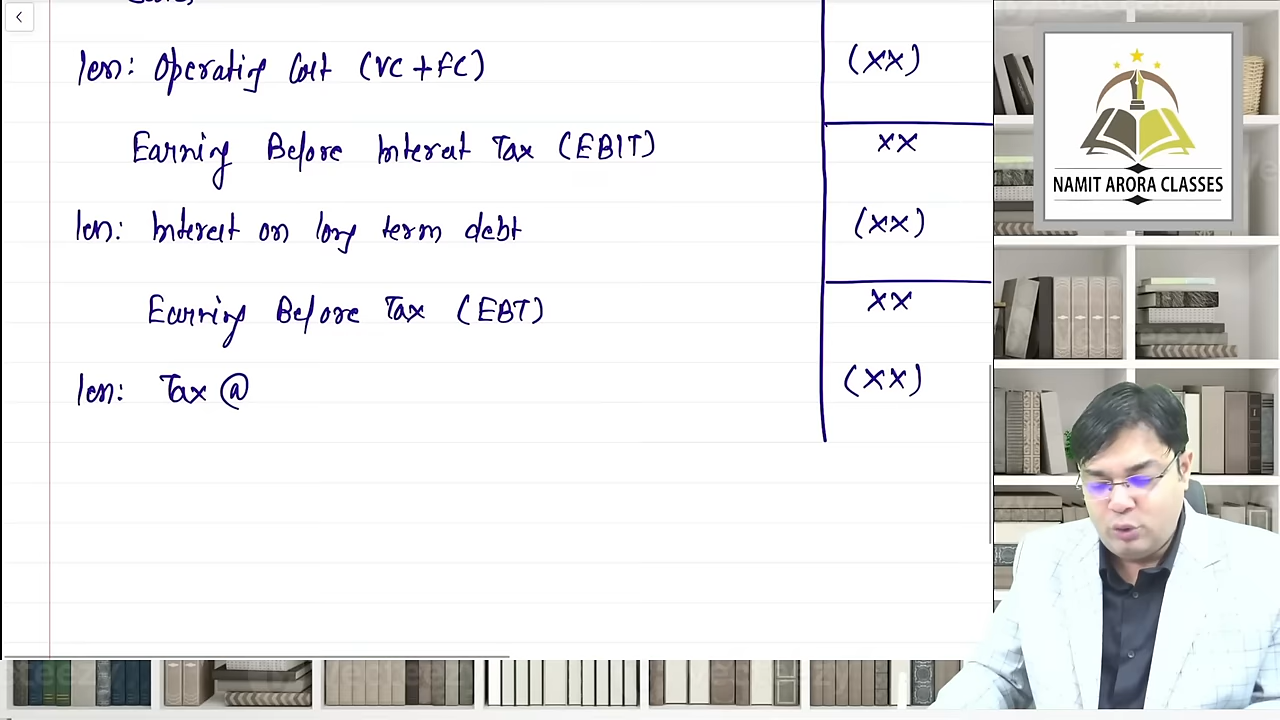 Less: Operating Cost (VC + FC) (XX)
Earning Before Interest Tax (EBIT) XX
Less: Interest on long term debt (XX)
Earning Before Tax (EBT) XX
Less: Tax @ (XX)
NAMIT ARORA CLASSES